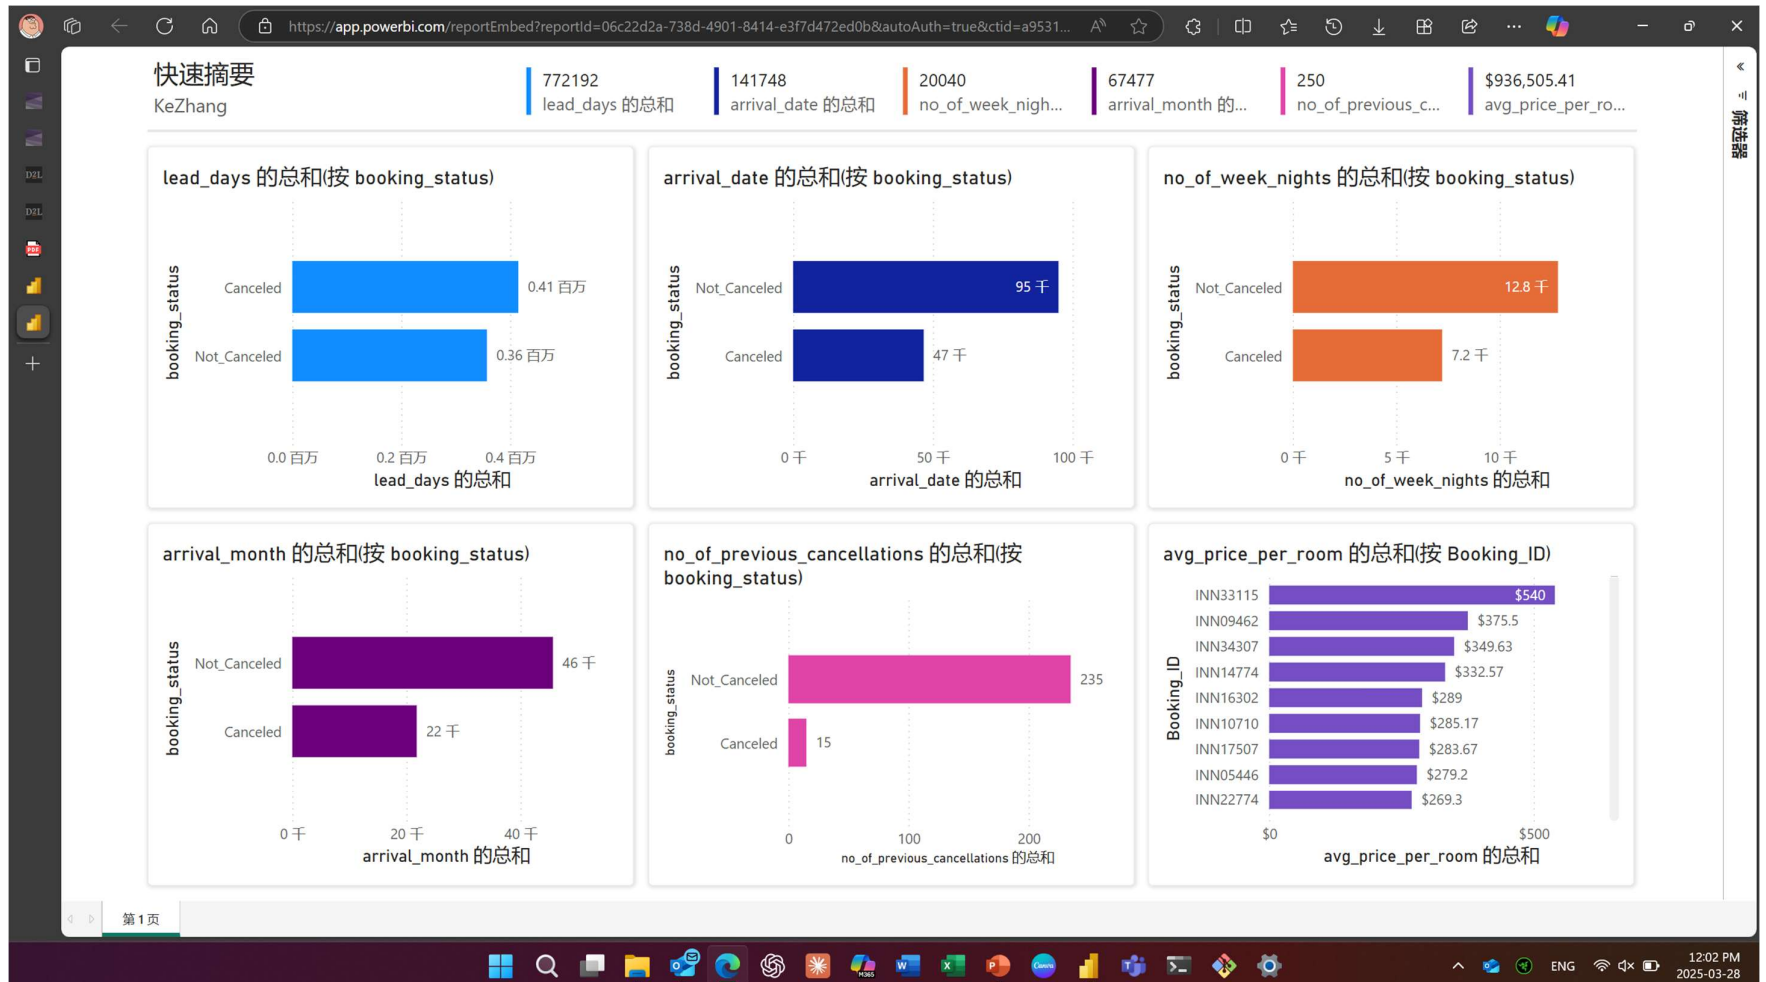 https://app.powerbi.com/reportEmbed?reportId=06c22d2a-738d-4901-8414-e3f7d472ed0b&autoAuth=true&ctid=a9531...
快速摘要
KeZhang
772192
lead_days 的总和
141748
arrival_date 的总和
20040
no_of_week_nigh...
67477
arrival_month 的...
250
no_of_previous_c...
$936,505.41
avg_price_per_ro...
筛选器
D2L
D2L
PDF
lead_days 的总和(按 booking_status)
booking_status
Canceled
0.41 百万
Not_Canceled
0.36 百万
0.0 百万
0.2 百万
0.4 百万
lead_days 的总和
arrival_date 的总和(按 booking_status)
booking_status
Not_Canceled
95 千
Canceled
47 千
0 千
50 千
100 千
arrival_date 的总和
no_of_week_nights 的总和(按 booking_status)
booking_status
Not_Canceled
12.8 千
Canceled
7.2 千
0 千
5 千
10 千
no_of_week_nights 的总和
arrival_month 的总和(按 booking_status)
booking_status
Not_Canceled
46 千
Canceled
22 千
0 千
20 千
40 千
arrival_month 的总和
no_of_previous_cancellations 的总和(按
booking_status)
booking_status
Not_Canceled
235
Canceled
15
0
100
200
no_of_previous_cancellations 的总和
avg_price_per_room 的总和(按 Booking_ID)
Booking_ID
INN33115
$540
INN09462
$375.5
INN34307
$349.63
INN14774
$332.57
INN16302
$289
INN10710
$285.17
INN17507
$283.67
INN05446
$279.2
INN22774
$269.3
$0
$500
avg_price_per_room 的总和
第 1 页
M365
Canva
ENG
12:02 PM
2025-03-28